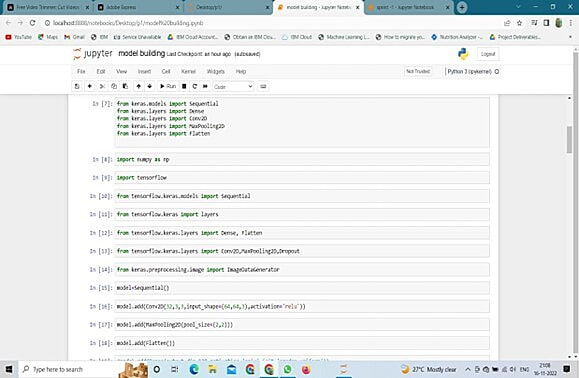 Free Video Trimmer: Cut Videos
Adobe Express
Desktop/p1/
model building - Jupyter Notebook
sprint -1 - Jupyter Notebook
localhost:8888/notebooks/Desktop/p1/model%20building.ipynb
YouTube Maps Gmail Nutrition IBM Service Unavailable IBM Cloud Account... Obtain an IBM Clou... IBM Cloud Machine Learning L... How to migrate yo... Nutrition - Analytic... Project Deliverables...
jupyter model building Last Checkpoint: an hour ago (autosaved)
Logout
File Edit View Insert Cell Kernel Widgets Help
Not Trusted Python 3 (ipykernel)
Run Code
In [7]: from keras.models import Sequential
from keras.layers import Dense
from keras.layers import Conv2D
from keras.layers import MaxPooling2D
from keras.layers import Flatten
In [8]: import numpy as np
In [9]: import tensorflow
In [10]: from tensorflow.keras.models import Sequential
In [11]: from tensorflow.keras import layers
In [12]: from tensorflow.keras.layers import Dense, Flatten
In [13]: from tensorflow.keras.layers import Conv2D,MaxPooling2D,Dropout
In [14]: from keras.preprocessing.image import ImageDataGenerator
In [15]: model=Sequential()
In [16]: model.add(Conv2D(32,3,3,input_shape=(64,64,3),activation='relu'))
In [17]: model.add(MaxPooling2D(pool_size=(2,2)))
In [18]: model.add(Flatten())
Type here to search
27°C Mostly clear
ENG
21:08
16-11-2022